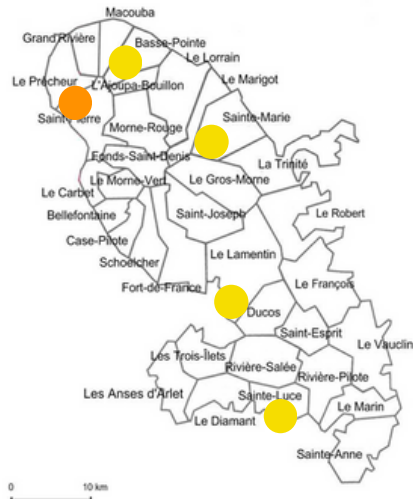 Macouba
Grand'Rivière
Basse-Pointe
Le Lorrain
Le Prêcheur
L'Ajoupa-Bouillon
Le Marigot
Saint-Pierre
Sainte-Marie
Morne-Rouge
Fonds-Saint-Denis
La Trinité
Le Morne-Vert
Le Gros-Morne
Le Carbet
Bellefontaine
Saint-Joseph
Le Robert
Case-Pilote
Le Lamentin
Schoelcher
Fort-de-France
Le François
Ducos
Saint-Esprit
Le Vauclin
Les Trois-Îlets
Rivière-Salée
Rivière-Pilote
Les Anses d'Arlet
Sainte-Luce
Le Marin
Le Diamant
Sainte-Anne
0 10 km